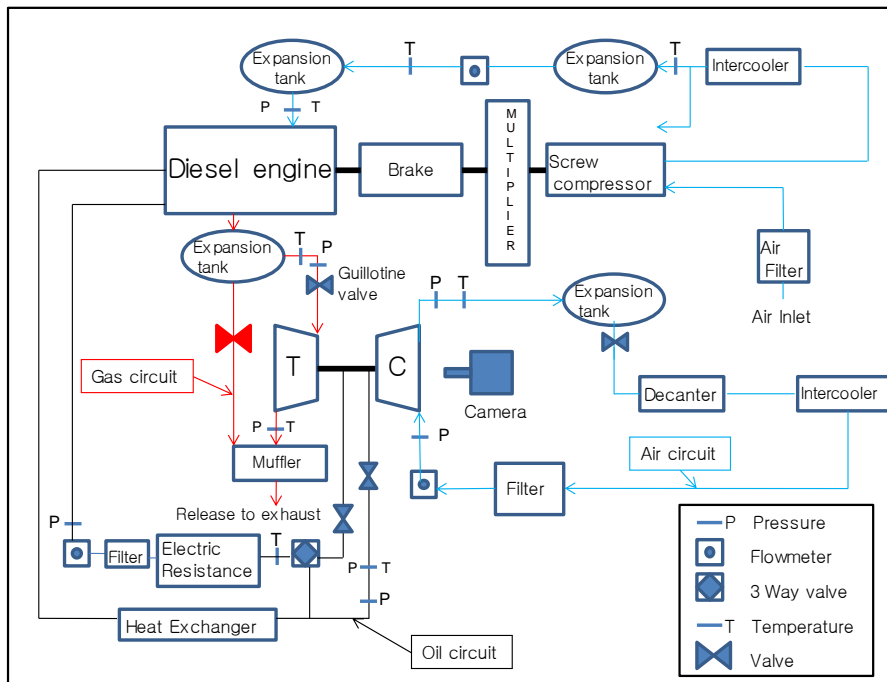 T
T
Expansion
tank
Expansion
tank
Intercooler
P
T
MULTIPLIER
Diesel engine
Brake
Screw
compressor
Expansion
tank
T
P
Guillotine
valve
Air
Filter
Air Inlet
P
T
Expansion
tank
T
C
Gas circuit
Camera
Decanter
Intercooler
P
T
P
Muffler
Air circuit
Filter
Release to exhaust
P
Filter
Electric
Resistance
T
P
T
P
Heat Exchanger
Oil circuit
P Pressure
Flowmeter
3 Way valve
T Temperature
Valve